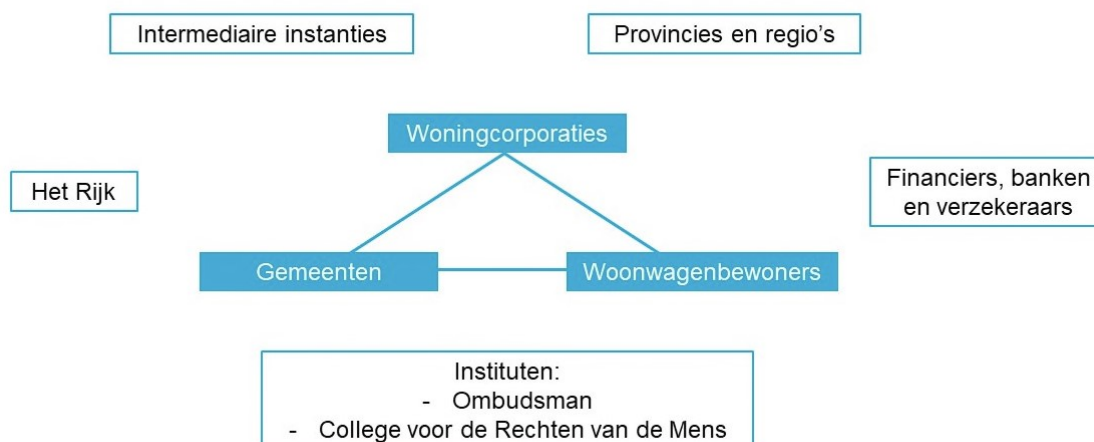 Intermediaire instanties
Provincies en regio's
Woningcorporaties
Het Rijk
Financiers, banken
en verzekeraars
Gemeenten
Woonwagenbewoners
Instituten:
- Ombudsman
- College voor de Rechten van de Mens